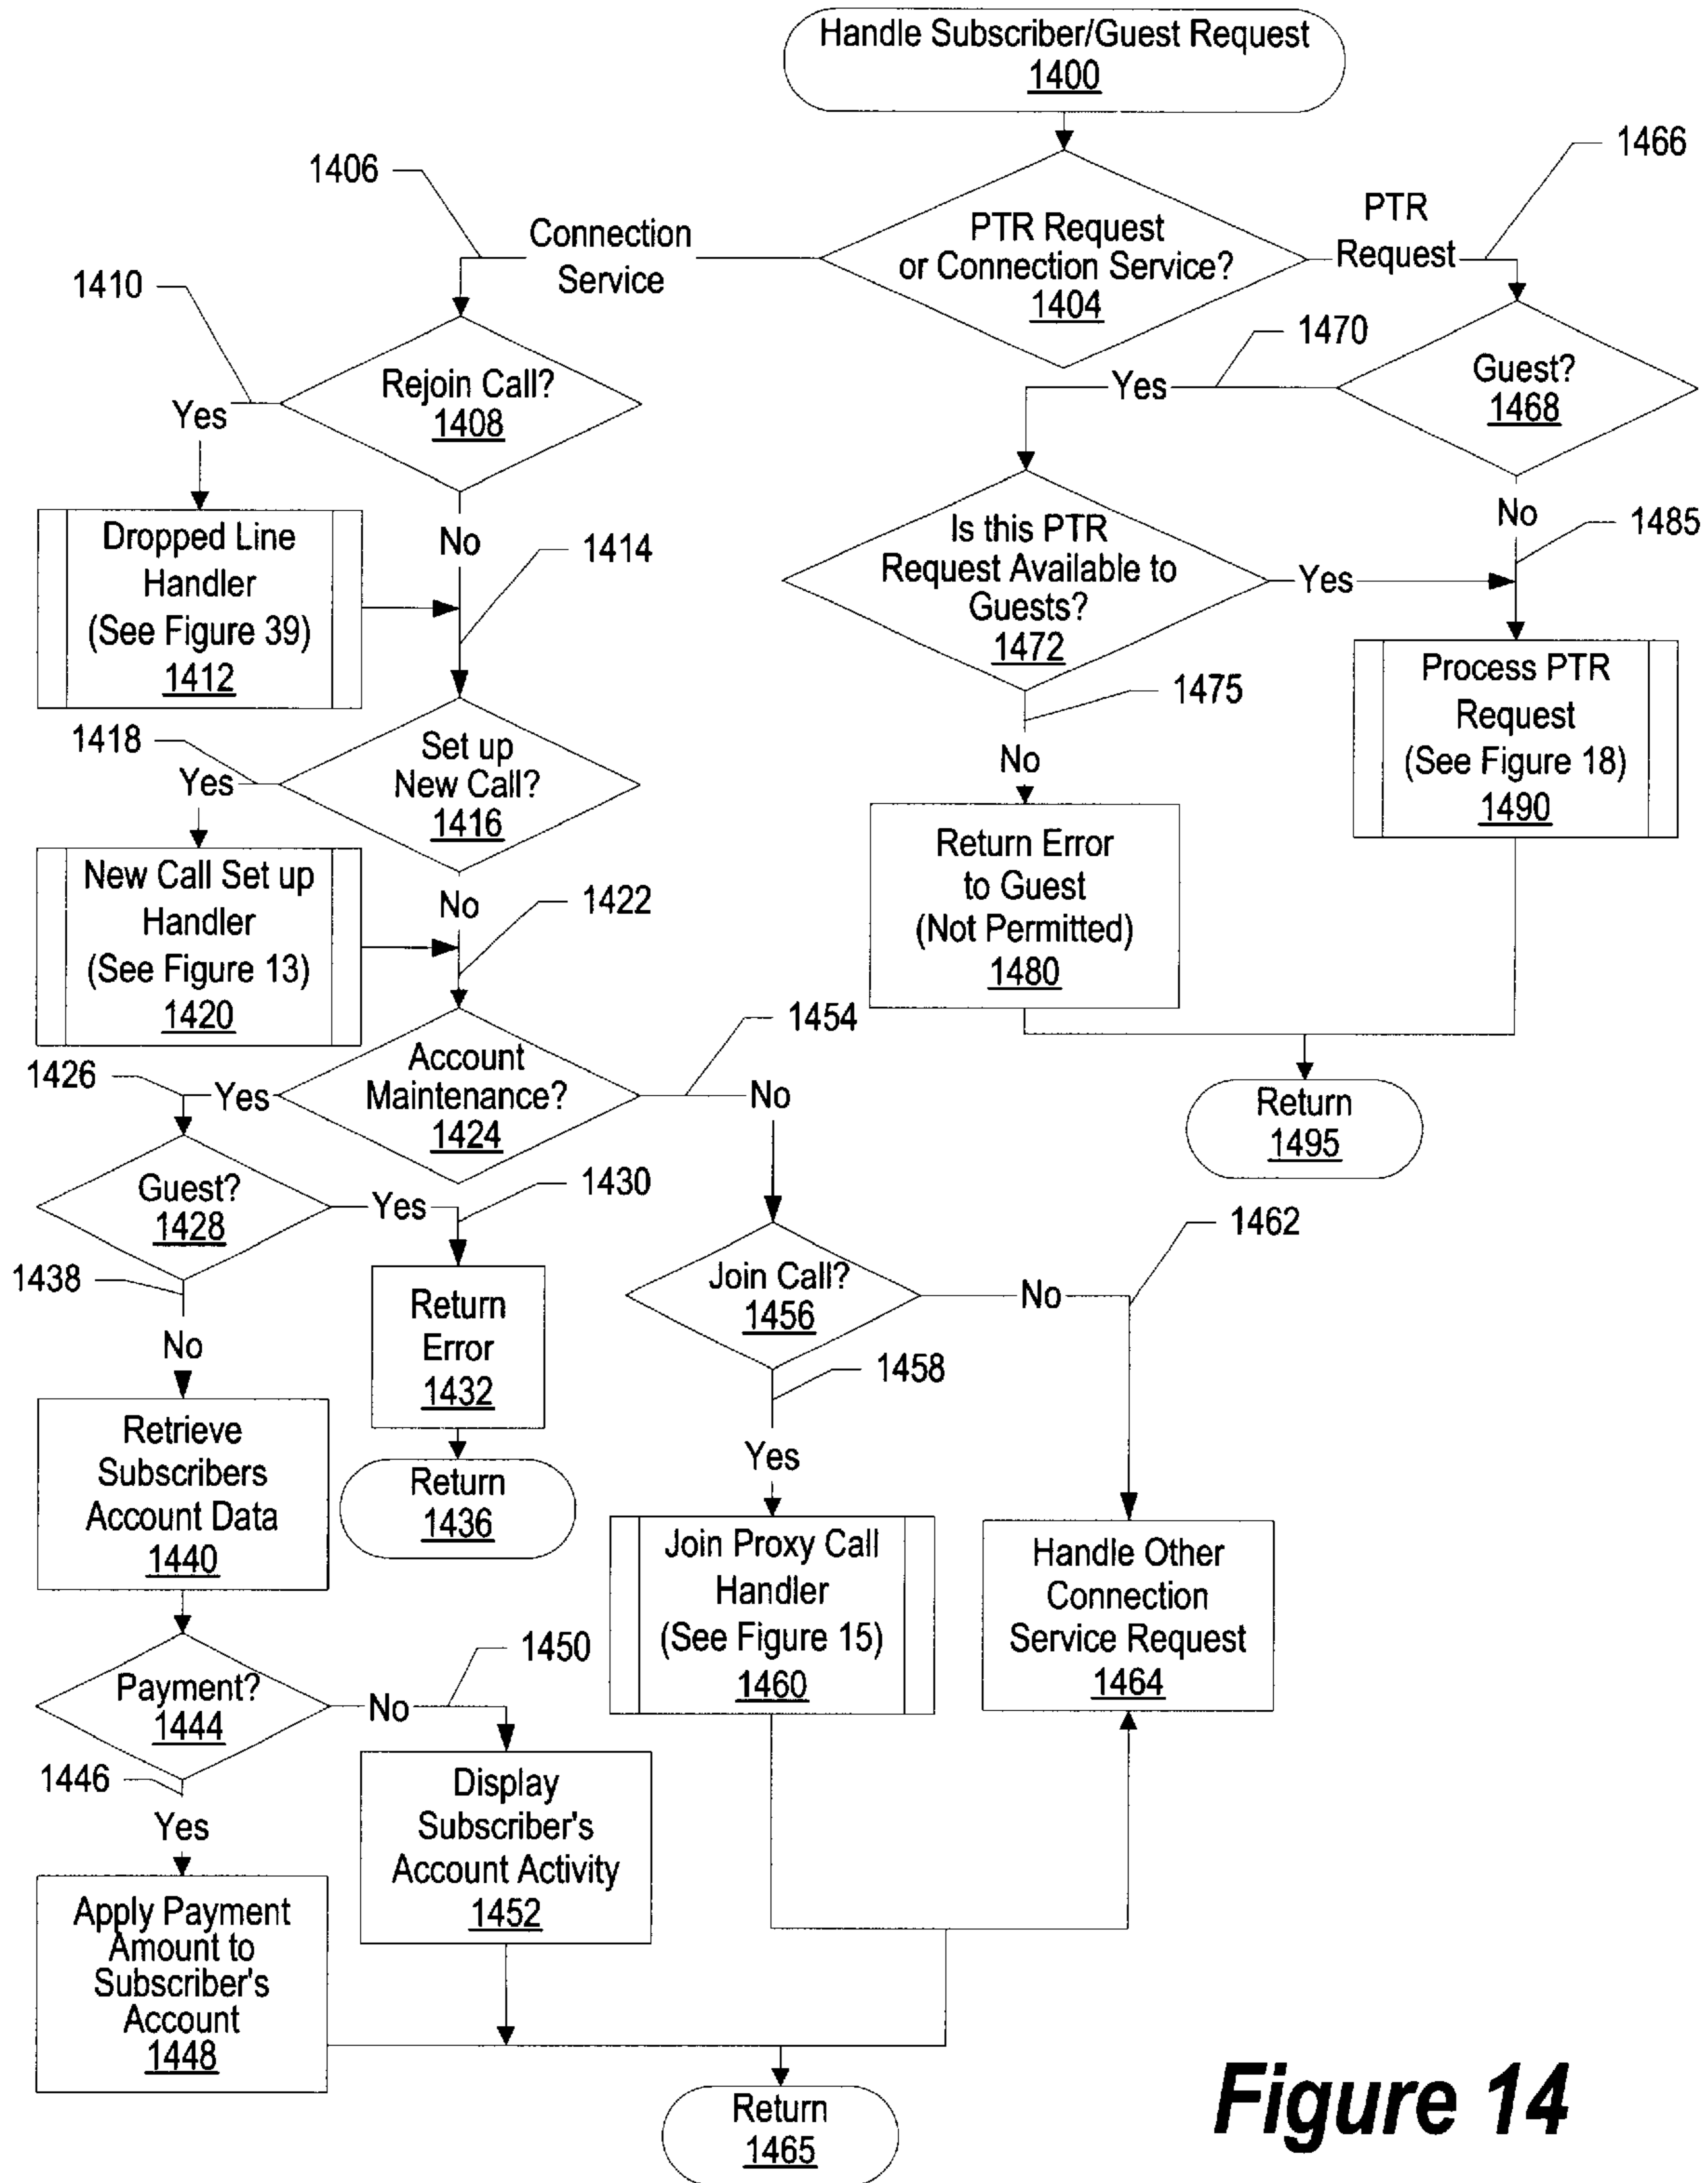 Handle Subscriber/Guest Request
1400
1466
1406
PTR Request
or Connection Service?
1404
PTR
Request
Connection
Service
1410
1470
Rejoin Call?
1408
Yes
Guest?
1468
Yes
Dropped Line
Handler
(See Figure 39)
1412
No
1414
Is this PTR
Request Available to
Guests?
1472
Yes
No
1485
1475
Process PTR
Request
(See Figure 18)
1490
1418
Set up
New Call?
1416
Yes
No
New Call Set up
Handler
(See Figure 13)
1420
No
1422
Return Error
to Guest
(Not Permitted)
1480
1454
1426
Account
Maintenance?
1424
Yes
No
Return
1495
Guest?
1428
Yes
1430
1462
1438
Join Call?
1456
No
Return
Error
1432
No
1458
Retrieve
Subscribers
Account Data
1440
Return
1436
Yes
Join Proxy Call
Handler
(See Figure 15)
1460
Handle Other
Connection
Service Request
1464
Payment?
1444
No
1450
1446
Yes
Display
Subscriber's
Account Activity
1452
Apply Payment
Amount to
Subscriber's
Account
1448
Return
1465
Figure 14